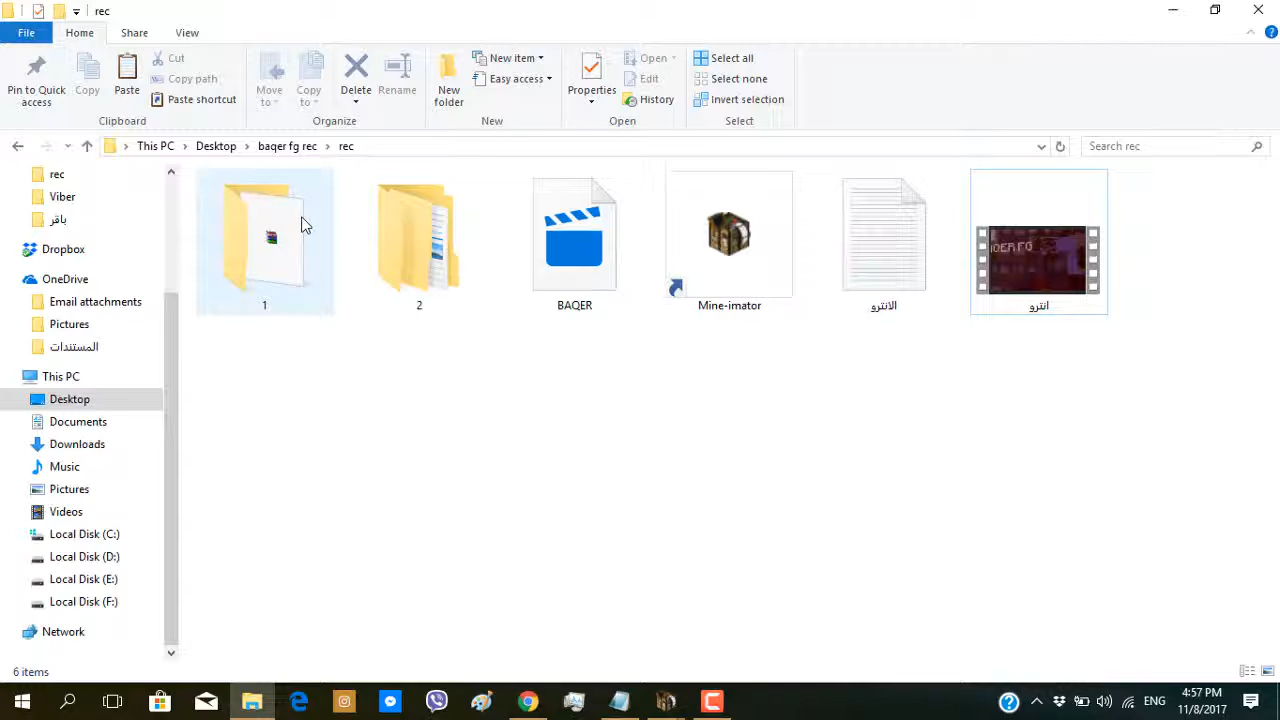 rec
File
Home
Share
View
Pin to Quick access
Copy
Paste
Cut
Copy path
Paste shortcut
Clipboard
Move to
Copy to
Delete
Rename
Organize
New folder
New item
Easy access
New
Properties
Open
Edit
History
Open
Select all
Select none
Invert selection
Select
This PC
Desktop
baqer fg rec
rec
Search rec
rec
Viber
باقر
Dropbox
OneDrive
Email attachments
Pictures
المستندات
This PC
Desktop
Documents
Downloads
Music
Pictures
Videos
Local Disk (C:)
Local Disk (D:)
Local Disk (E:)
Local Disk (F:)
Network
1
2
BAQER
Mine-imator
الانترو
انترو
6 items
ENG
4:57 PM
11/8/2017